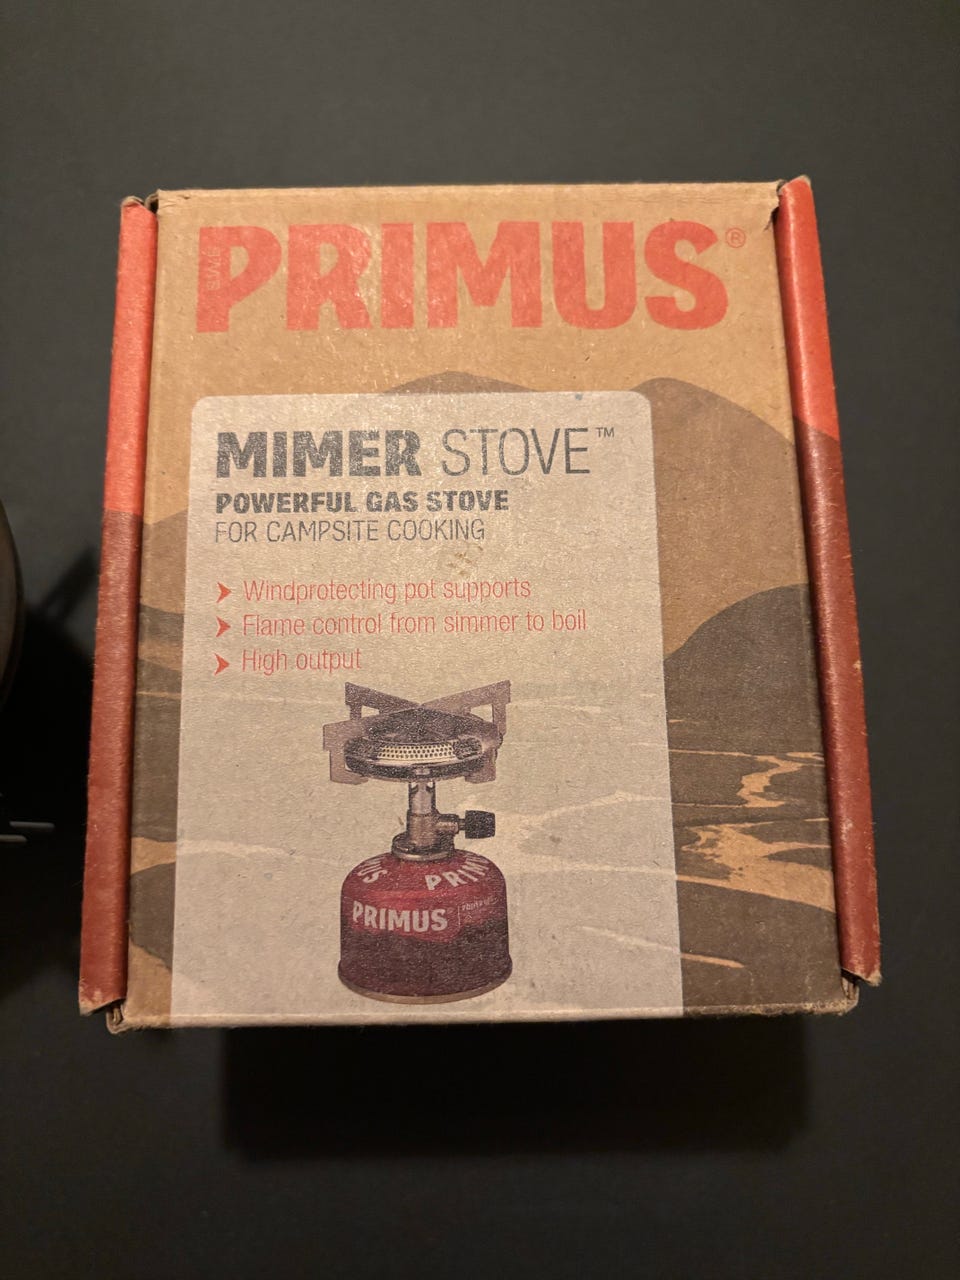 SWE
PRIMUS®
MIMER STOVE™
POWERFUL GAS STOVE
FOR CAMPSITE COOKING
Windprotecting pot supports
Flame control from simmer to boil
High output
PRIMUS